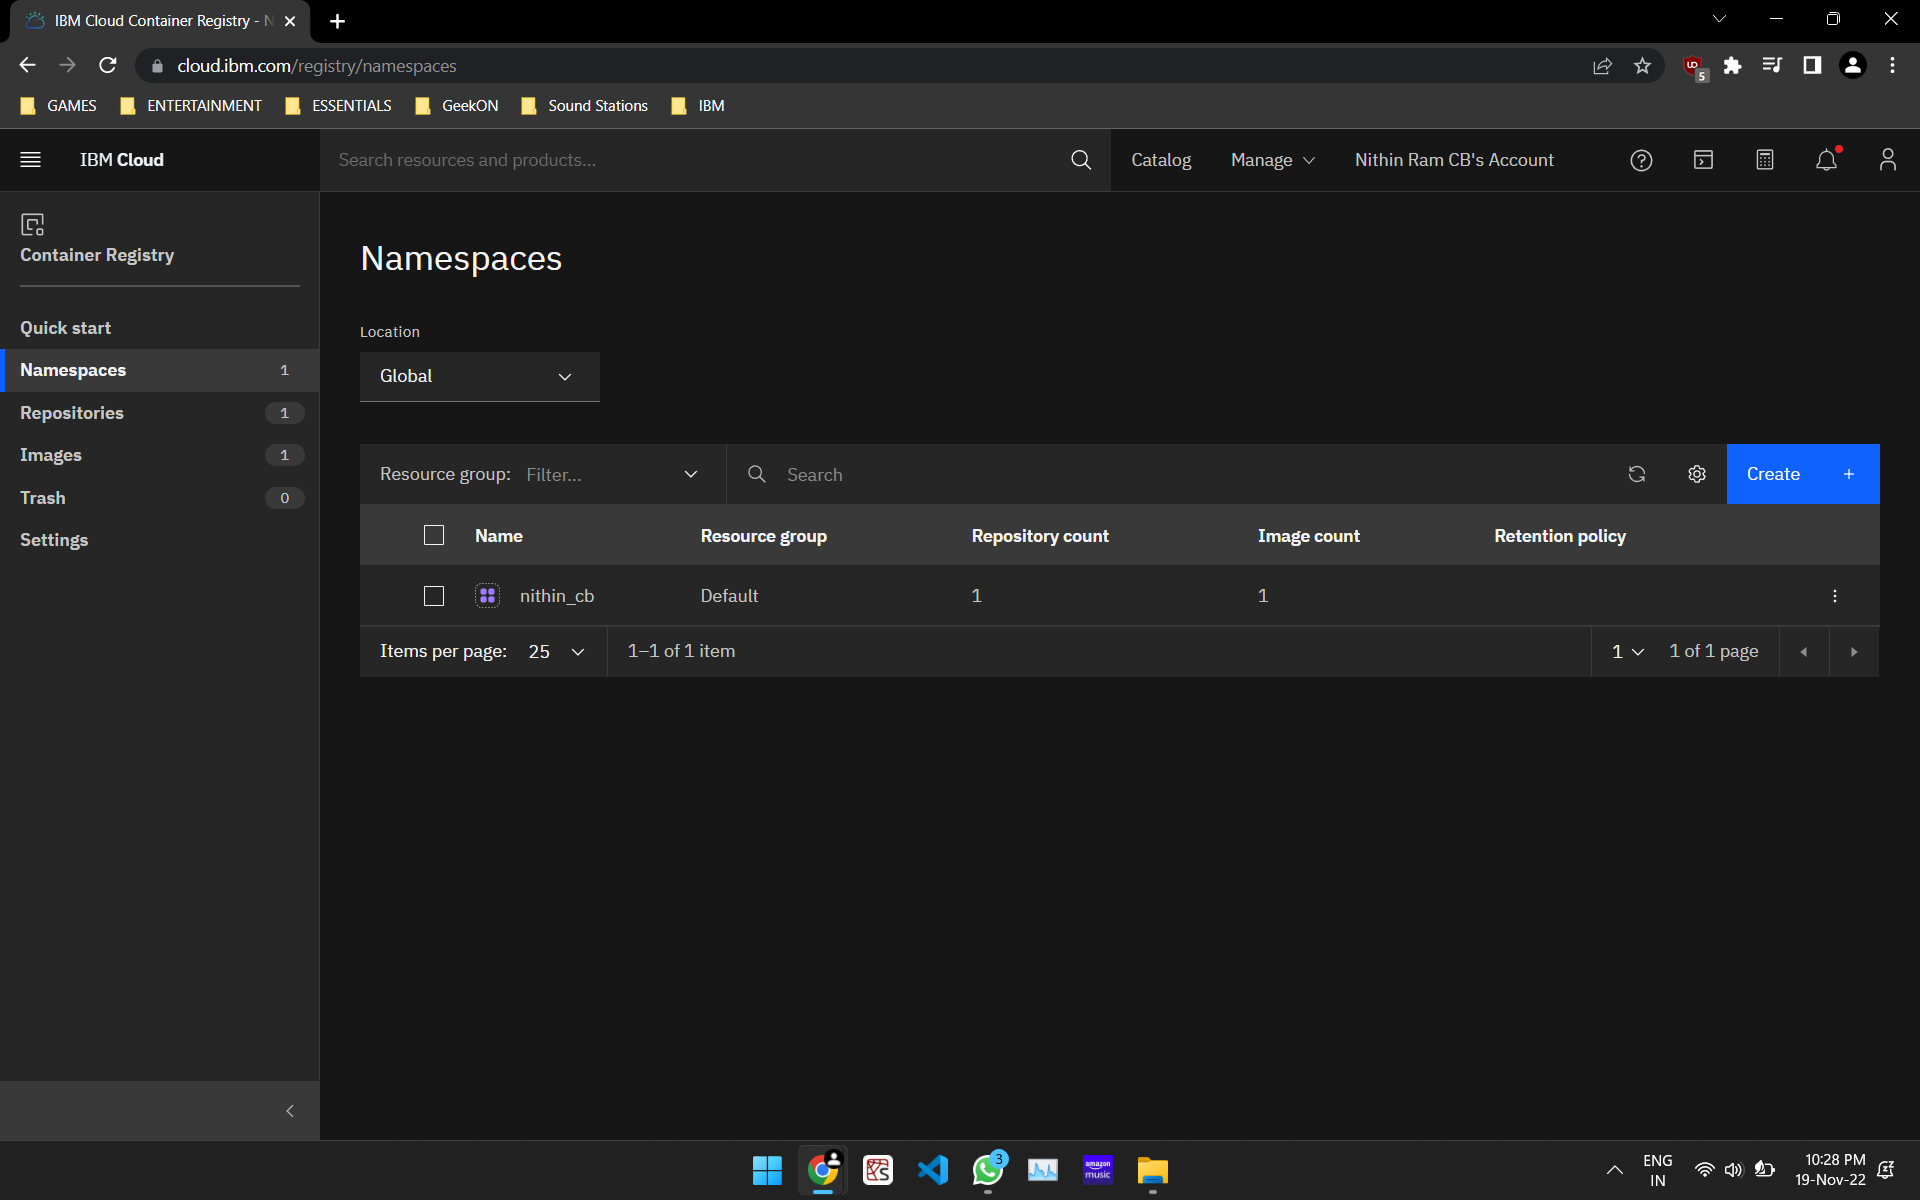 IBM Cloud Container Registry - N
cloud.ibm.com/registry/namespaces
5
GAMES
ENTERTAINMENT
ESSENTIALS
GeekON
Sound Stations
IBM
IBM Cloud
Search resources and products...
Catalog
Manage
Nithin Ram CB's Account
Container Registry
Quick start
Namespaces 1
Repositories 1
Images 1
Trash 0
Settings
Namespaces
Location
Global
Resource group: Filter...
Search
Create +
Name Resource group Repository count Image count Retention policy
nithin_cb Default 1 1
Items per page: 25
1–1 of 1 item
1
1 of 1 page
3
amazon
music
ENG
IN
10:28 PM
19-Nov-22